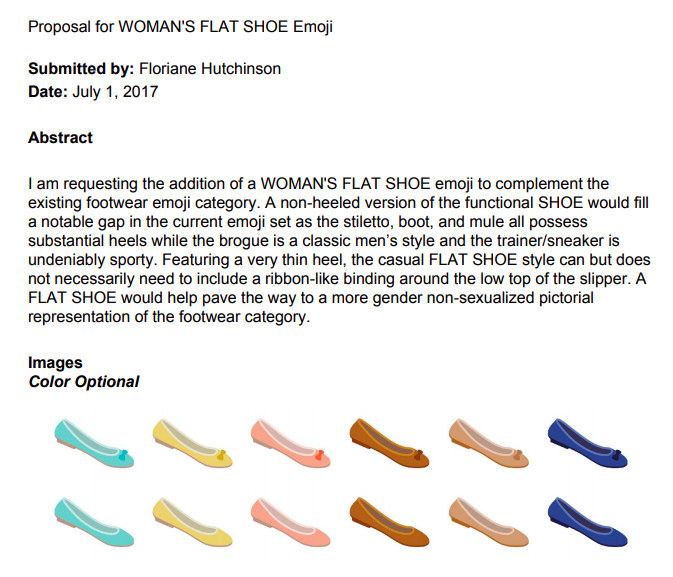 Proposal for WOMAN'S FLAT SHOE Emoji
Submitted by: Floriane Hutchinson
Date: July 1, 2017
Abstract
I am requesting the addition of a WOMAN'S FLAT SHOE emoji to complement the
existing footwear emoji category. A non-heeled version of the functional SHOE would fill
a notable gap in the current emoji set as the stiletto, boot, and mule all possess
substantial heels while the brogue is a classic men’s style and the trainer/sneaker is
undeniably sporty. Featuring a very thin heel, the casual FLAT SHOE style can but does
not necessarily need to include a ribbon-like binding around the low top of the slipper. A
FLAT SHOE would help pave the way to a more gender non-sexualized pictorial
representation of the footwear category.
Images
Color Optional